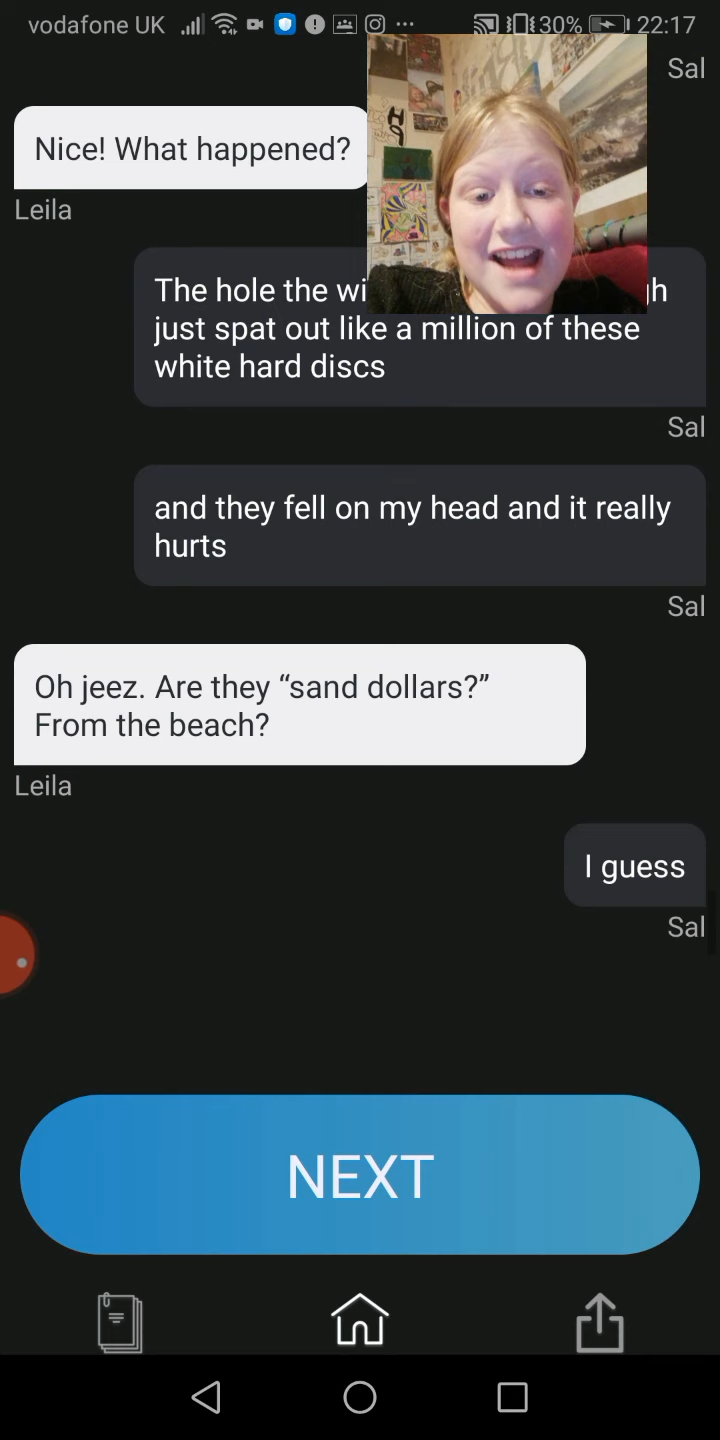 vodafone UK
30%
22:17
Sal
Nice! What happened?
Leila
The hole the
just spat out like a million of these
white hard discs
Sal
and they fell on my head and it really
hurts
Sal
Oh jeez. Are they “sand dollars?”
From the beach?
Leila
I guess
Sal
NEXT